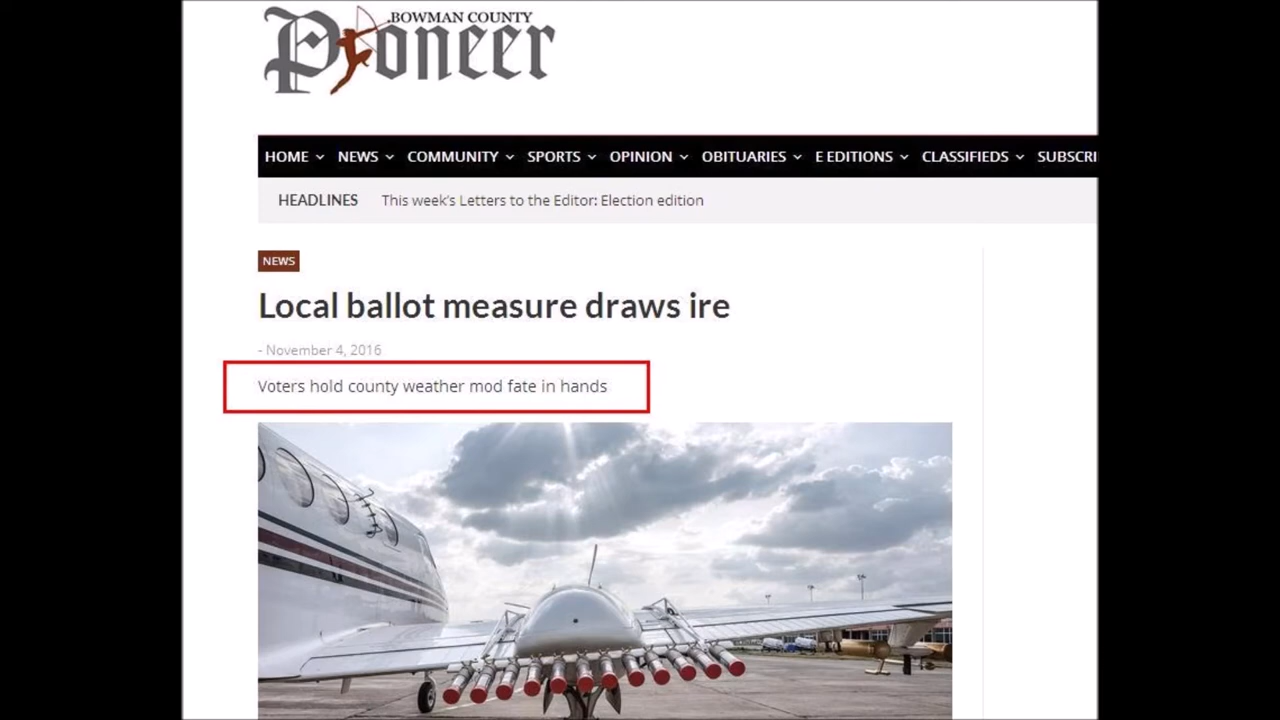 BOWMAN COUNTY
Pioneer
HOME NEWS COMMUNITY SPORTS OPINION OBITUARIES E EDITIONS CLASSIFIEDS SUBSCRI
HEADLINES This week's Letters to the Editor: Election edition
NEWS
Local ballot measure draws ire
- November 4, 2016
Voters hold county weather mod fate in hands